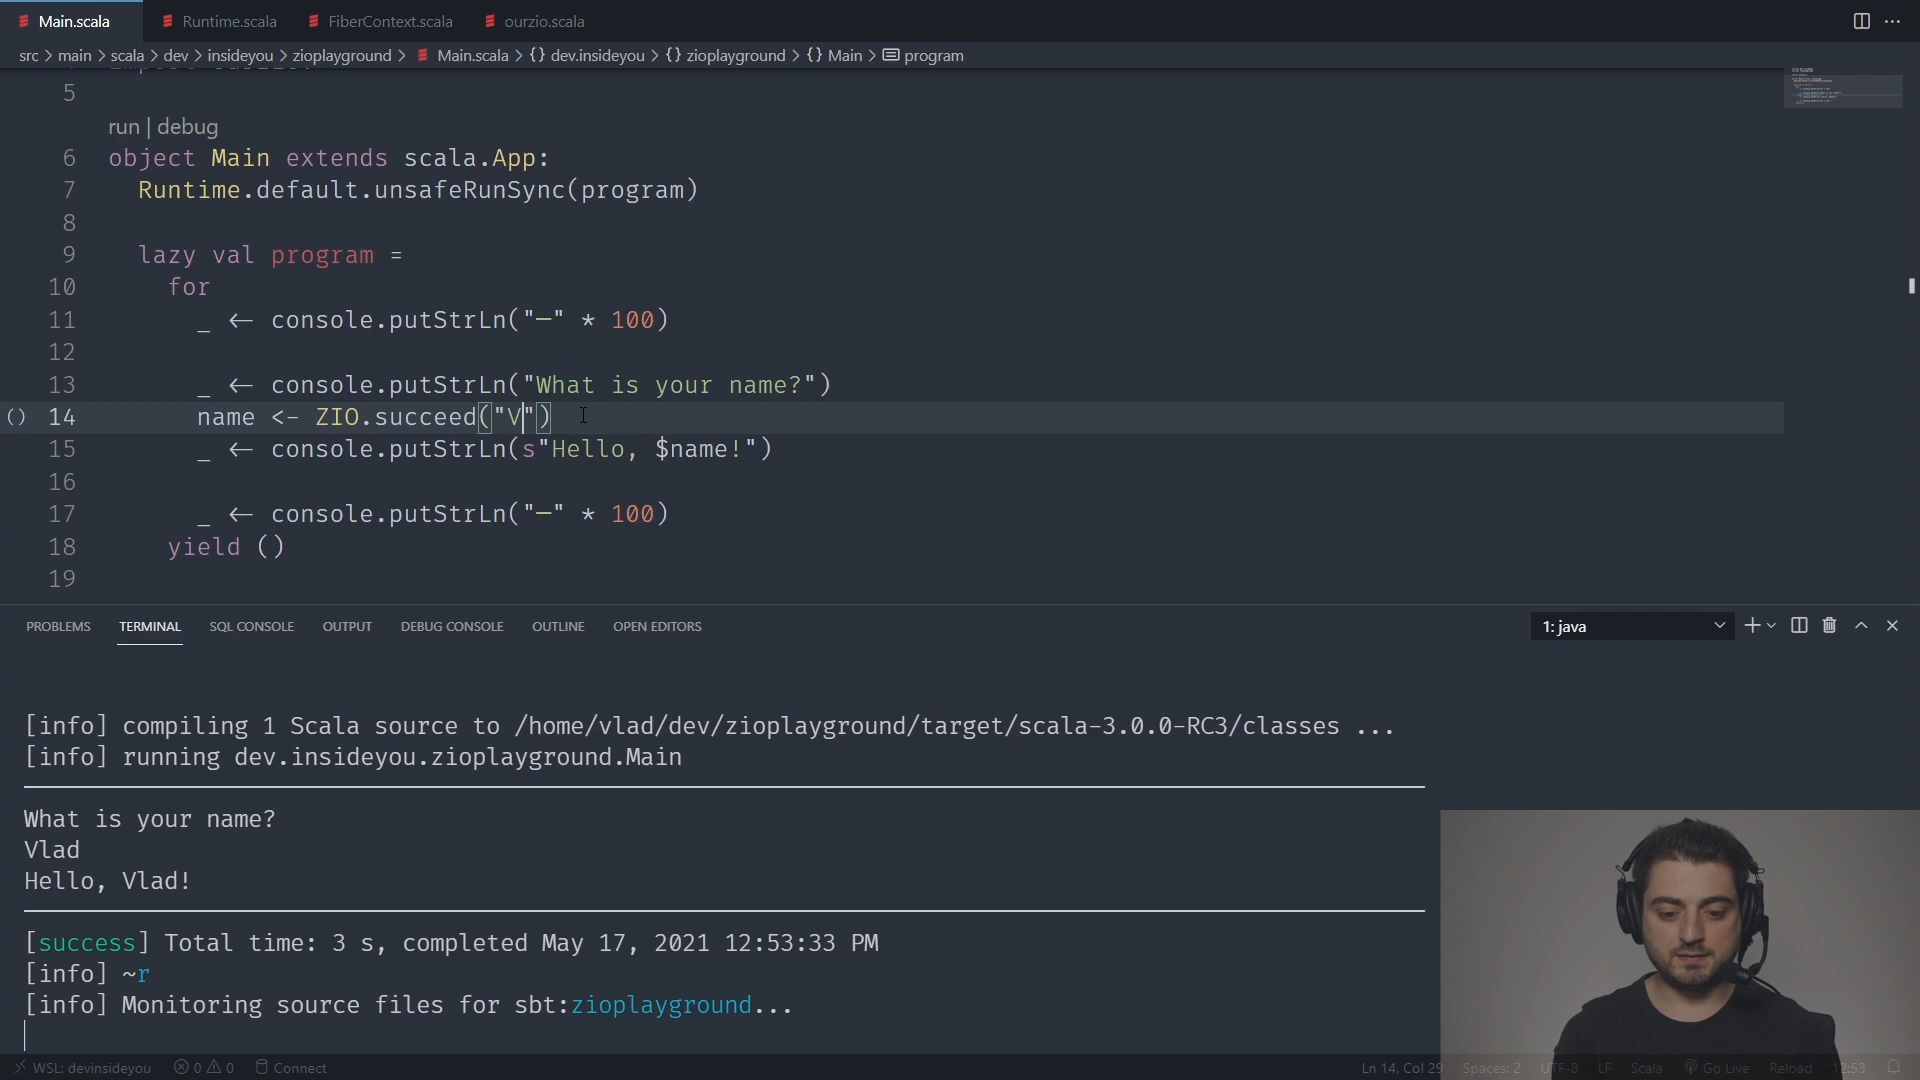 Main.scala
Runtime.scala
FiberContext.scala
ourzio.scala
src > main > scala > dev > insideyou > zioplayground > Main.scala > {} dev.insideyou > {} zioplayground > {} Main > program
5
run | debug
6 object Main extends scala.App:
7 Runtime.default.unsafeRunSync(program)
8
9 lazy val program =
10 for
11 _ <- console.putStrLn("─" * 100)
12
13 _ <- console.putStrLn("What is your name?")
14 name <- ZIO.succeed("V")
15 _ <- console.putStrLn(s"Hello, $name!")
16
17 _ <- console.putStrLn("─" * 100)
18 yield ()
19
PROBLEMS TERMINAL SQL CONSOLE OUTPUT DEBUG CONSOLE OUTLINE OPEN EDITORS
1: java
[info] compiling 1 Scala source to /home/vlad/dev/zioplayground/target/scala-3.0.0-RC3/classes ...
[info] running dev.insideyou.zioplayground.Main
What is your name?
Vlad
Hello, Vlad!
[success] Total time: 3 s, completed May 17, 2021 12:53:33 PM
[info] ~r
[info] Monitoring source files for sbt:zioplayground...
WSL: devinsideyou 0 0 Connect
Ln 14, Col 29 Spaces: 2 UTF-8 LF Scala Go Live Reload 12:53